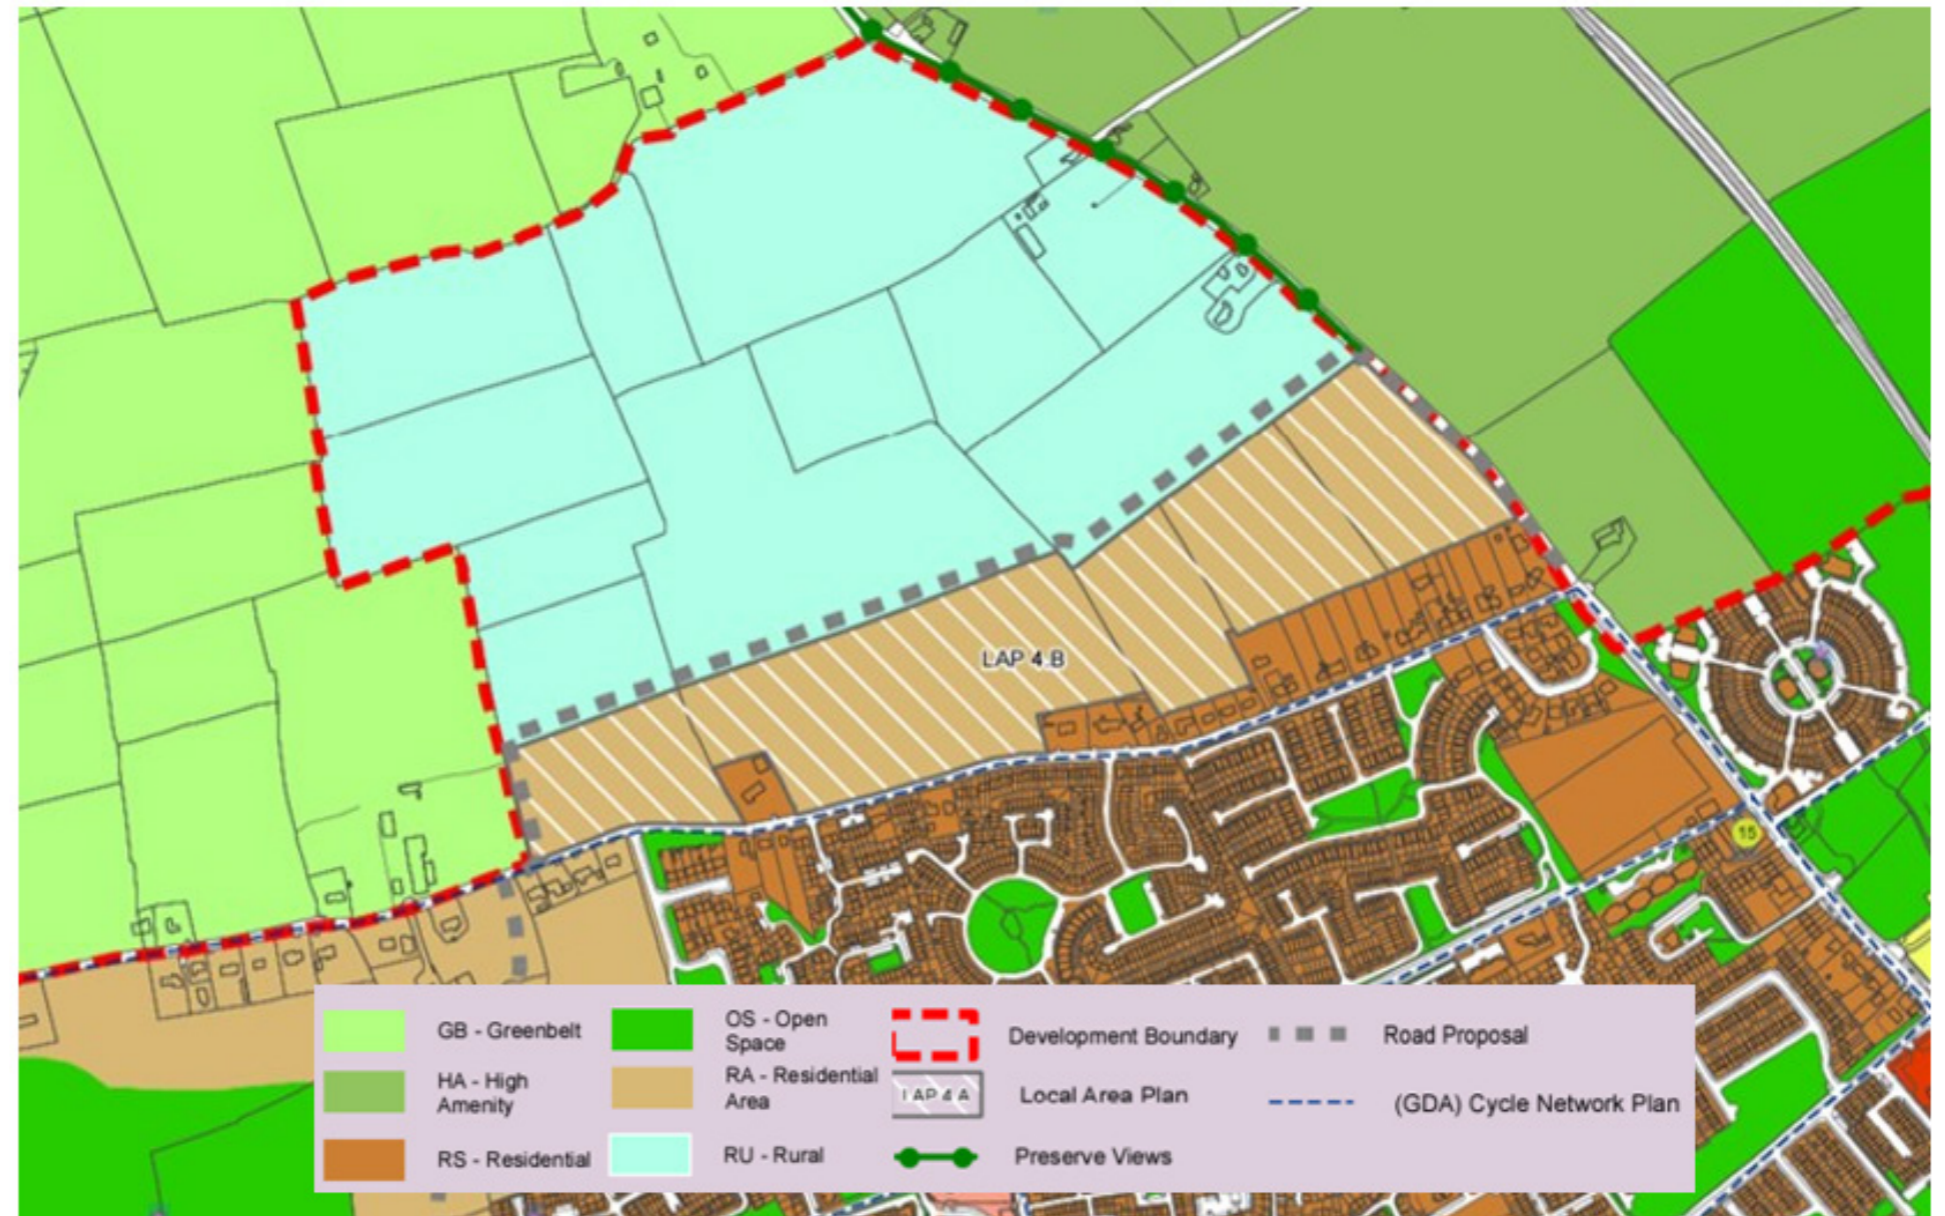 LAP 4.B
15
GB - Greenbelt
OS - Open
Space
Development Boundary
Road Proposal
HA - High
Amenity
RA - Residential
Area
LAP 4 A
Local Area Plan
(GDA) Cycle Network Plan
RS - Residential
RU - Rural
Preserve Views